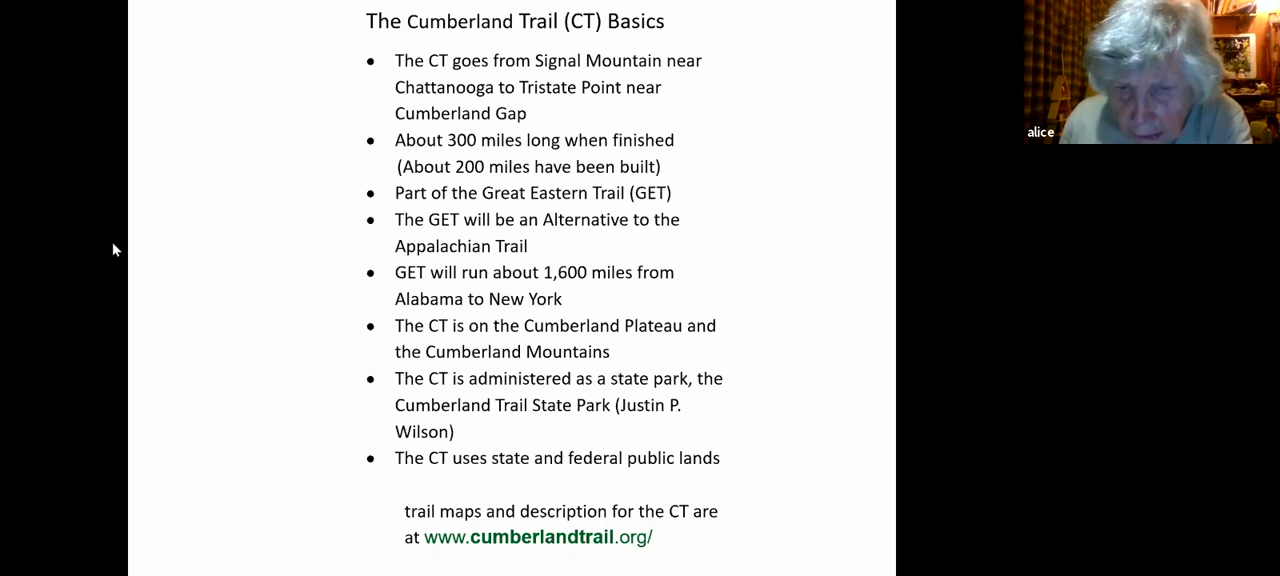 The Cumberland Trail (CT) Basics
● The CT goes from Signal Mountain near
Chattanooga to Tristate Point near
Cumberland Gap
● About 300 miles long when finished
(About 200 miles have been built)
● Part of the Great Eastern Trail (GET)
● The GET will be an Alternative to the
Appalachian Trail
● GET will run about 1,600 miles from
Alabama to New York
● The CT is on the Cumberland Plateau and
the Cumberland Mountains
● The CT is administered as a state park, the
Cumberland Trail State Park (Justin P.
Wilson)
● The CT uses state and federal public lands
trail maps and description for the CT are
at www.cumberlandtrail.org/
alice